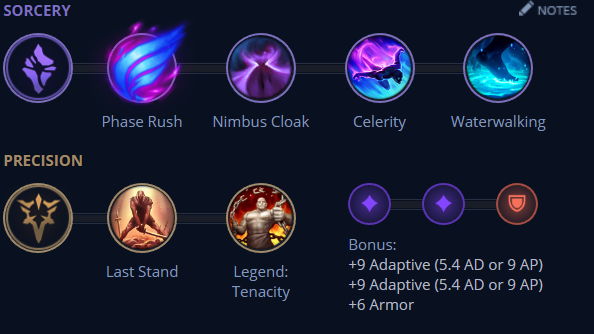 SORCERY
NOTES
Phase Rush
Nimbus Cloak
Celerity
Waterwalking
PRECISION
Last Stand
Legend:
Tenacity
Bonus:
+9 Adaptive (5.4 AD or 9 AP)
+9 Adaptive (5.4 AD or 9 AP)
+6 Armor